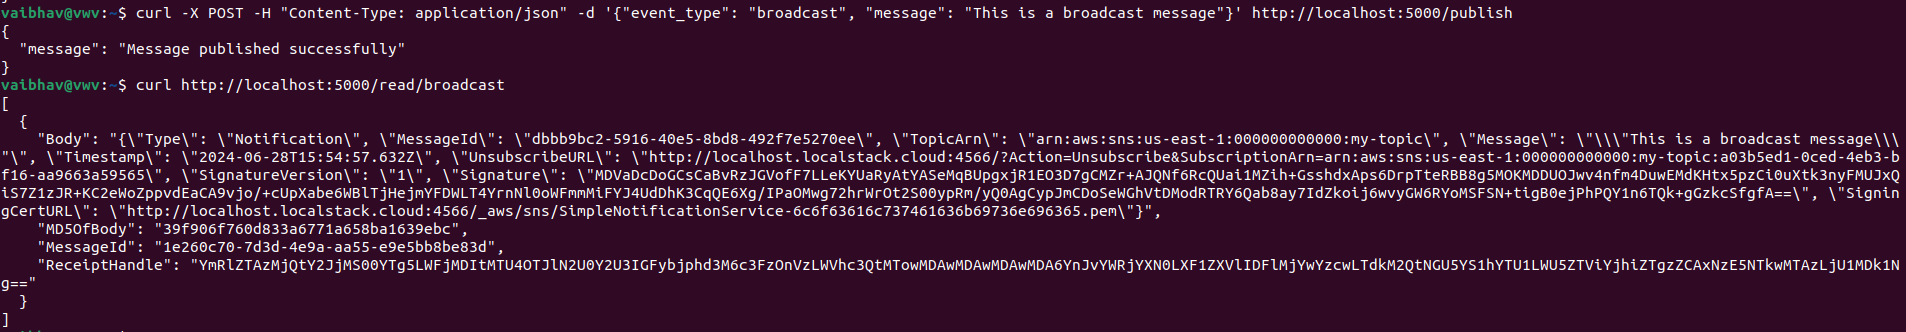 vaibhav@vwv:~$ curl -X POST -H "Content-Type: application/json" -d '{"event_type": "broadcast", "message": "This is a broadcast message"}' http://localhost:5000/publish
{
  "message": "Message published successfully"
}
vaibhav@vwv:~$ curl http://localhost:5000/read/broadcast
[
  {
    "Body": "{\"Type\": \"Notification\", \"MessageId\": \"dbbb9bc2-5916-40e5-8bd8-492f7e5270ee\", \"TopicArn\": \"arn:aws:sns:us-east-1:000000000000:my-topic\", \"Message\": \"\\\"This is a broadcast message\\\
"\", \"Timestamp\": \"2024-06-28T15:54:57.632Z\", \"UnsubscribeURL\": \"http://localhost.localstack.cloud:4566/?Action=Unsubscribe&SubscriptionArn=arn:aws:sns:us-east-1:000000000000:my-topic:a03b5ed1-0ced-4eb3-b
f16-aa9663a59565\", \"SignatureVersion\": \"1\", \"Signature\": \"MDVaDcDoGCsCaBvRzJGVofF7LLeKYUaRyAtYASeMqBUpgxjR1EO3D7gCMZr+AJQNf6RcQUai1MZih+GsshdxAps6DrpTteRBB8g5MOKMDDUOJwv4nfm4DuwEMdKHtx5pzCi0uXtk3nyFMUJxQ
iS7Z1zJR+KC2eWoZppvdEaCA9vjo/+cUpXabe6WBlTjHejmYFDWLT4YrnNl0oWFmmMiFYJ4UdDhK3CqQE6Xg/IPaOMwg72hrWrOt2S00ypRm/yQ0AgCypJmCDoSeWGhVtDModRTRY6Qab8ay7IdZkoij6wvyGW6RYoMSFSN+tigB0ejPhPQY1n6TQk+gGzkcSfgfA==\", \"Signin
gCertURL\": \"http://localhost.localstack.cloud:4566/_aws/sns/SimpleNotificationService-6c6f63616c737461636b69736e696365.pem\"}",
    "MD5OfBody": "39f906f760d833a6771a658ba1639ebc",
    "MessageId": "1e260c70-7d3d-4e9a-aa55-e9e5bb8be83d",
    "ReceiptHandle": "YmRlZTAzMjQtY2JjMS00YTg5LWFjMDItMTU4OTJlN2U0Y2U3IGFybjphd3M6c3FzOnVzLWVhc3QtMTowMDAwMDAwMDAwMDA6YnJvYWRjYXN0LXF1ZXVlIDFlMjYwYzcwLTdkM2QtNGU5YS1hYTU1LWU5ZTViYjhiZTgzZCAxNzE5NTkwMTAzLjU1MDk1N
g=="
  }
]